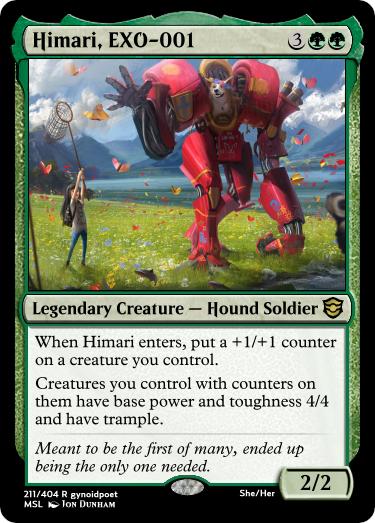 Himari, EXO-001 3
Legendary Creature — Hound Soldier
When Himari enters, put a +1/+1 counter
on a creature you control.
Creatures you control with counters on
them have base power and toughness 4/4
and have trample.
Meant to be the first of many, ended up
being the only one needed.
2/2
211/404 R gynoidpoet She/Her
MSL Jon Dunham